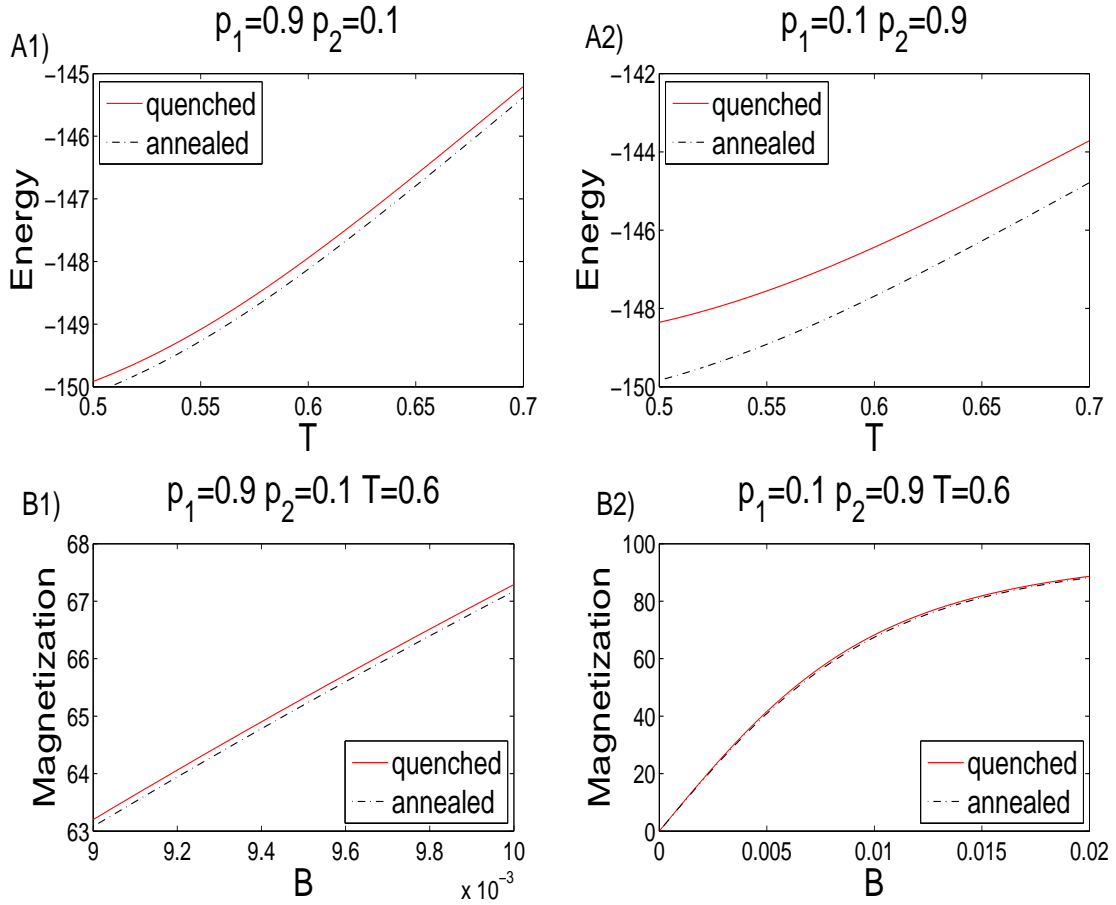 A1)
p1=0.9 p2=0.1
Energy
-145
-146
-147
-148
-149
-150
quenched
annealed
0.5 0.55 0.6 0.65 0.7
T
A2)
p1=0.1 p2=0.9
Energy
-142
-144
-146
-148
-150
quenched
annealed
0.5 0.55 0.6 0.65 0.7
T
B1)
p1=0.9 p2=0.1 T=0.6
Magnetization
68
67
66
65
64
63
quenched
annealed
9 9.2 9.4 9.6 9.8 10
B
x 10-3
B2)
p1=0.1 p2=0.9 T=0.6
Magnetization
100
80
60
40
20
0
quenched
annealed
0 0.005 0.01 0.015 0.02
B